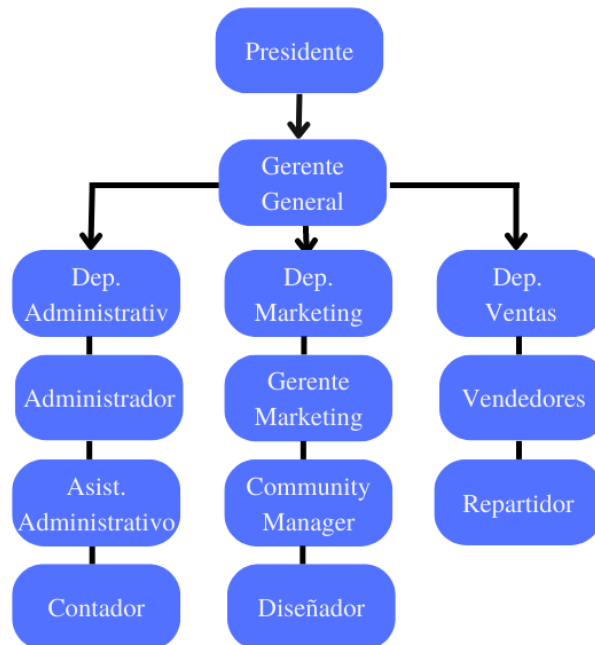 Presidente
Gerente
General
Dep.
Administrativ
Dep.
Marketing
Dep.
Ventas
Administrador
Gerente
Marketing
Vendedores
Asist.
Administrativo
Community
Manager
Repartidor
Contador
Diseñador